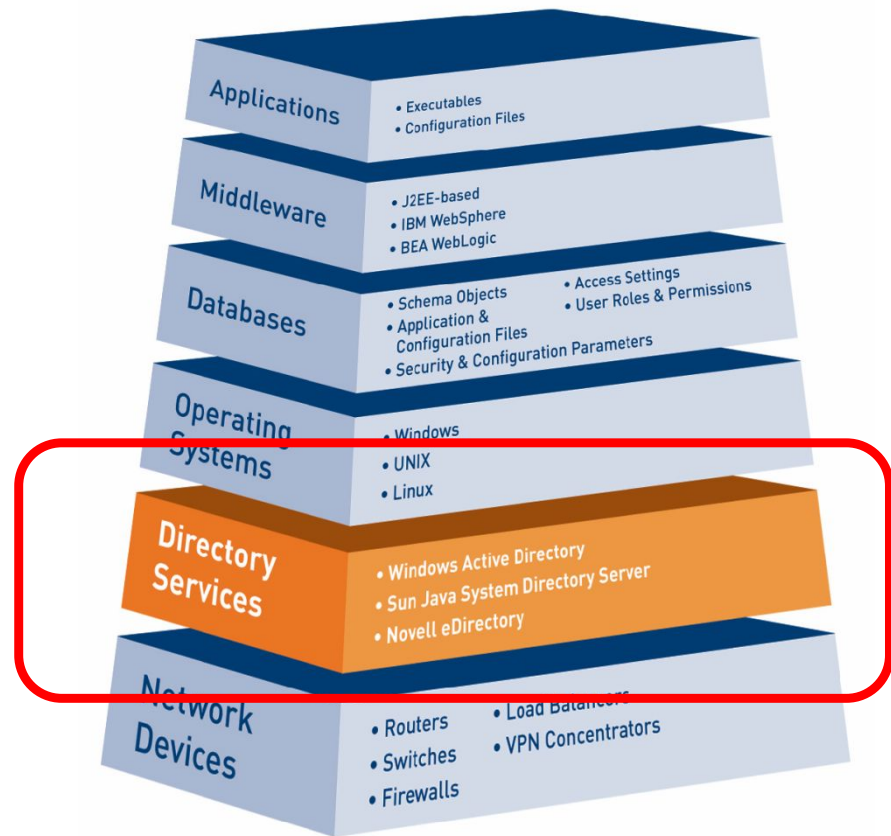 Applications
• Executables
• Configuration Files
Middleware
• J2EE-based
• IBM WebSphere
• BEA WebLogic
Databases
• Schema Objects
• Application &
Configuration Files
• Security & Configuration Parameters
• Access Settings
• User Roles & Permissions
Operating
Systems
• Windows
• UNIX
• Linux
Directory
Services
• Windows Active Directory
• Sun Java System Directory Server
• Novell eDirectory
Network
Devices
• Routers
• Switches
• Firewalls
• Load Balancers
• VPN Concentrators